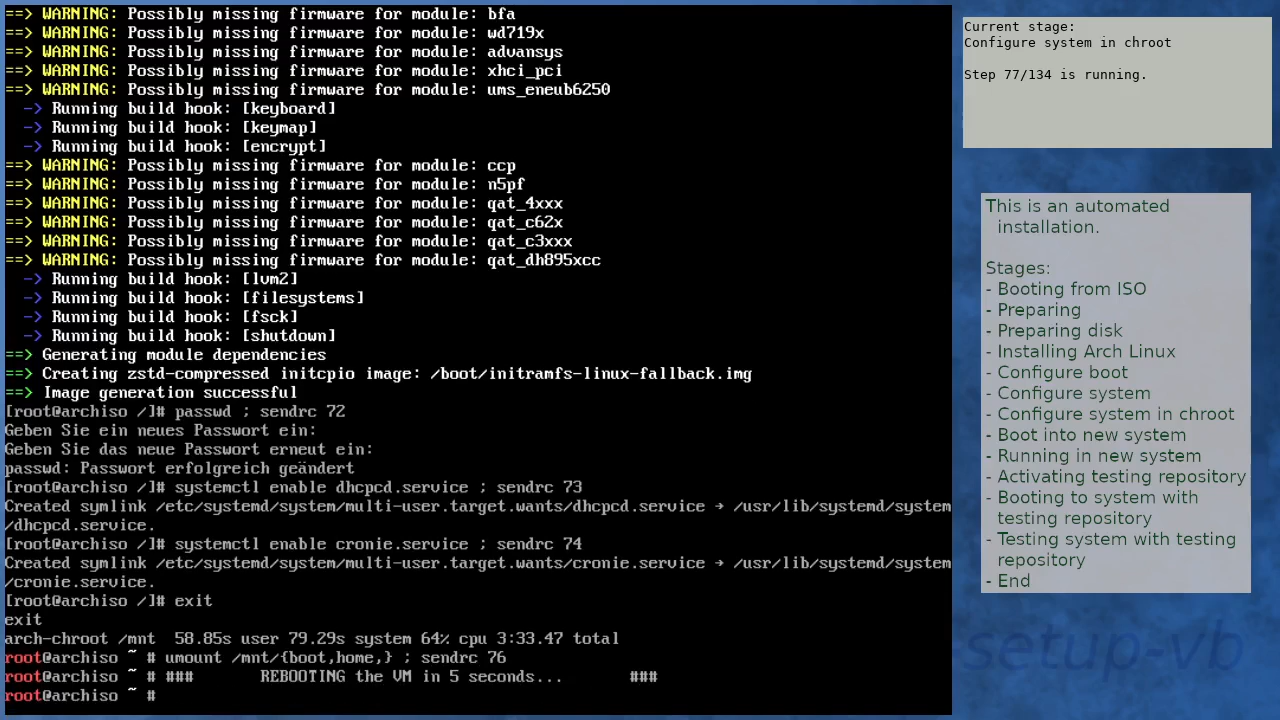 ==> WARNING: Possibly missing firmware for module: bfa
==> WARNING: Possibly missing firmware for module: wd719x
==> WARNING: Possibly missing firmware for module: advansys
==> WARNING: Possibly missing firmware for module: xhci_pci
==> WARNING: Possibly missing firmware for module: ums_eneub6250
  -> Running build hook: [keyboard]
  -> Running build hook: [keymap]
  -> Running build hook: [encrypt]
==> WARNING: Possibly missing firmware for module: ccp
==> WARNING: Possibly missing firmware for module: n5pf
==> WARNING: Possibly missing firmware for module: qat_4xxx
==> WARNING: Possibly missing firmware for module: qat_c62x
==> WARNING: Possibly missing firmware for module: qat_c3xxx
==> WARNING: Possibly missing firmware for module: qat_dh895xcc
  -> Running build hook: [lvm2]
  -> Running build hook: [filesystems]
  -> Running build hook: [fsck]
  -> Running build hook: [shutdown]
==> Generating module dependencies
==> Creating zstd-compressed initcpio image: /boot/initramfs-linux-fallback.img
==> Image generation successful
[root@archiso /]# passwd ; sendrc 72
Geben Sie ein neues Passwort ein:
Geben Sie das neue Passwort erneut ein:
passwd: Passwort erfolgreich geändert
[root@archiso /]# systemctl enable dhcpcd.service ; sendrc 73
Created symlink /etc/systemd/system/multi-user.target.wants/dhcpcd.service → /usr/lib/systemd/system
/dhcpcd.service.
[root@archiso /]# systemctl enable cronie.service ; sendrc 74
Created symlink /etc/systemd/system/multi-user.target.wants/cronie.service → /usr/lib/systemd/system
/cronie.service.
[root@archiso /]# exit
exit
arch-chroot /mnt  58.85s user 79.29s system 64% cpu 3:33.47 total
root@archiso ~ # umount /mnt/{boot,home,} ; sendrc 76
root@archiso ~ # ###       REBOOTING the VM in 5 seconds...       ###
root@archiso ~ #
Current stage:
Configure system in chroot
Step 77/134 is running.
This is an automated
installation.
Stages:
- Booting from ISO
- Preparing
- Preparing disk
- Installing Arch Linux
- Configure boot
- Configure system
- Configure system in chroot
- Boot into new system
- Running in new system
- Activating testing repository
- Booting to system with
testing repository
- Testing system with testing
repository
- End
-setup-vb